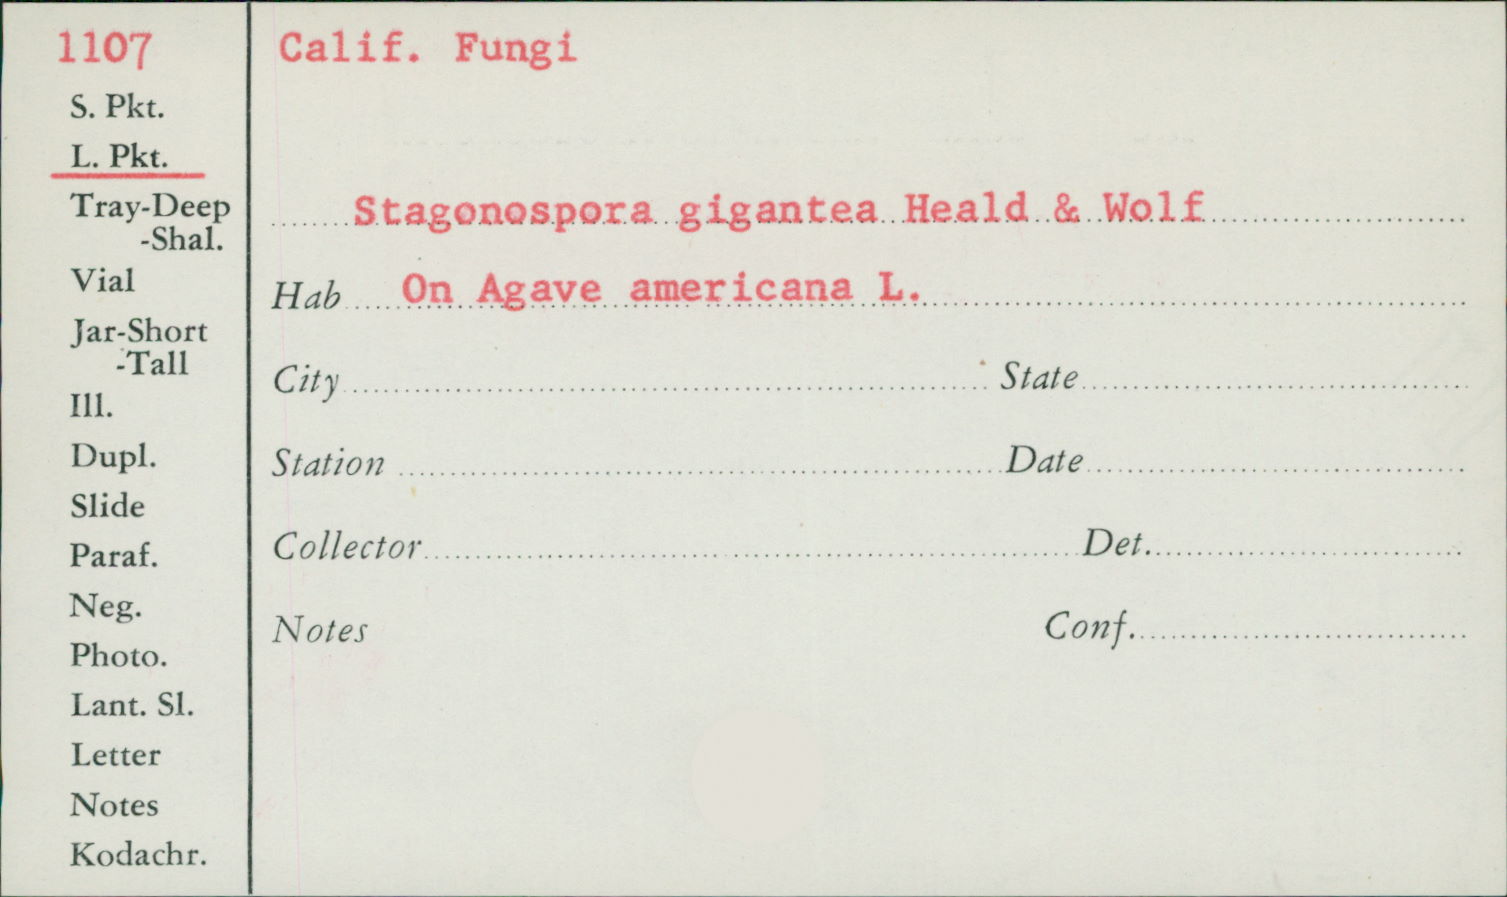 1107
Calif. Fungi
S. Pkt.
L. Pkt.
Tray-Deep
-Shal.
Vial
Jar-Short
-Tall
Ill.
Dupl.
Slide
Paraf.
Neg.
Photo.
Lant. Sl.
Letter
Notes
Kodachr.
Stagonospora gigantea Heald & Wolf
Hab On Agave americana L.
City State
Station Date
Collector Det.
Notes Conf.